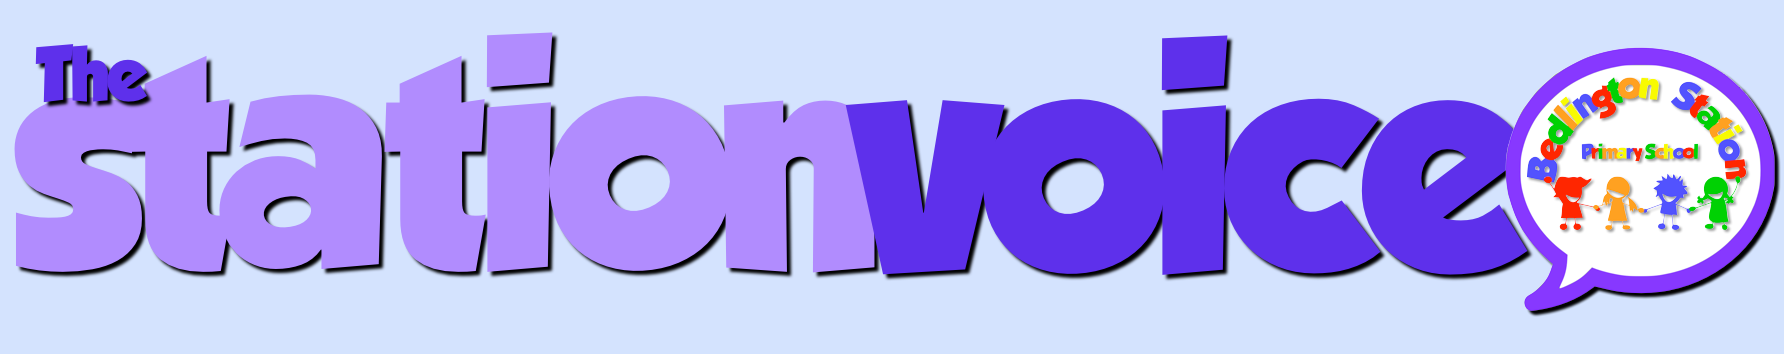 The
stationvoice
Bedlington Station
Primary School